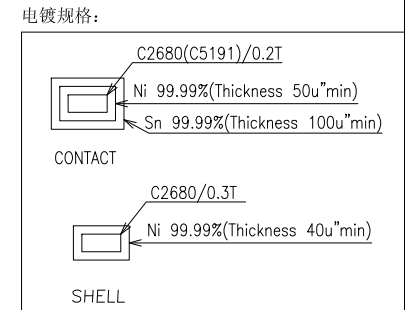 电镀规格：
C2680(C5191)/0.2T
Ni 99.99%(Thickness 50u"min)
Sn 99.99%(Thickness 100u"min)
CONTACT
C2680/0.3T
Ni 99.99%(Thickness 40u"min)
SHELL